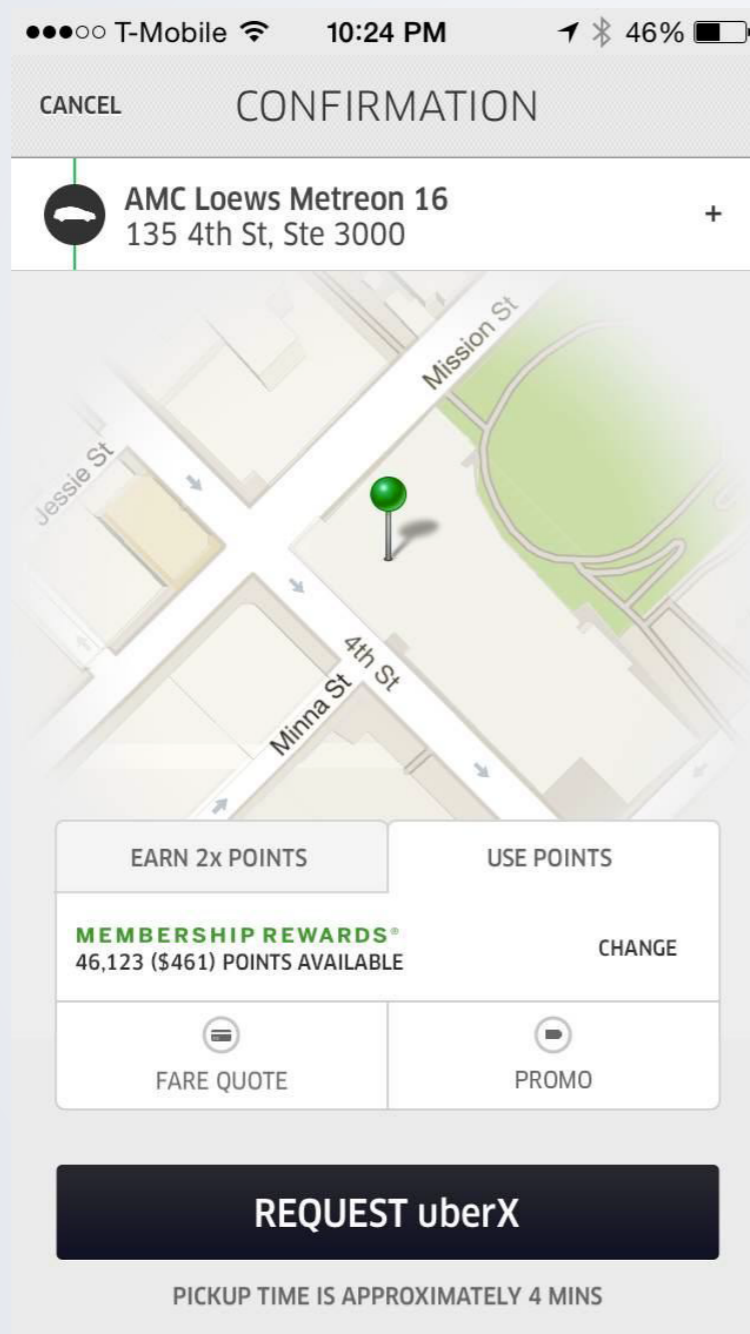 T-Mobile 10:24 PM 46%
CANCEL CONFIRMATION
AMC Loews Metreon 16
135 4th St, Ste 3000
+
Mission St
Jessie St
4th St
Minna St
EARN 2x POINTS USE POINTS
MEMBERSHIP REWARDS®
46,123 ($461) POINTS AVAILABLE
CHANGE
FARE QUOTE PROMO
REQUEST uberX
PICKUP TIME IS APPROXIMATELY 4 MINS